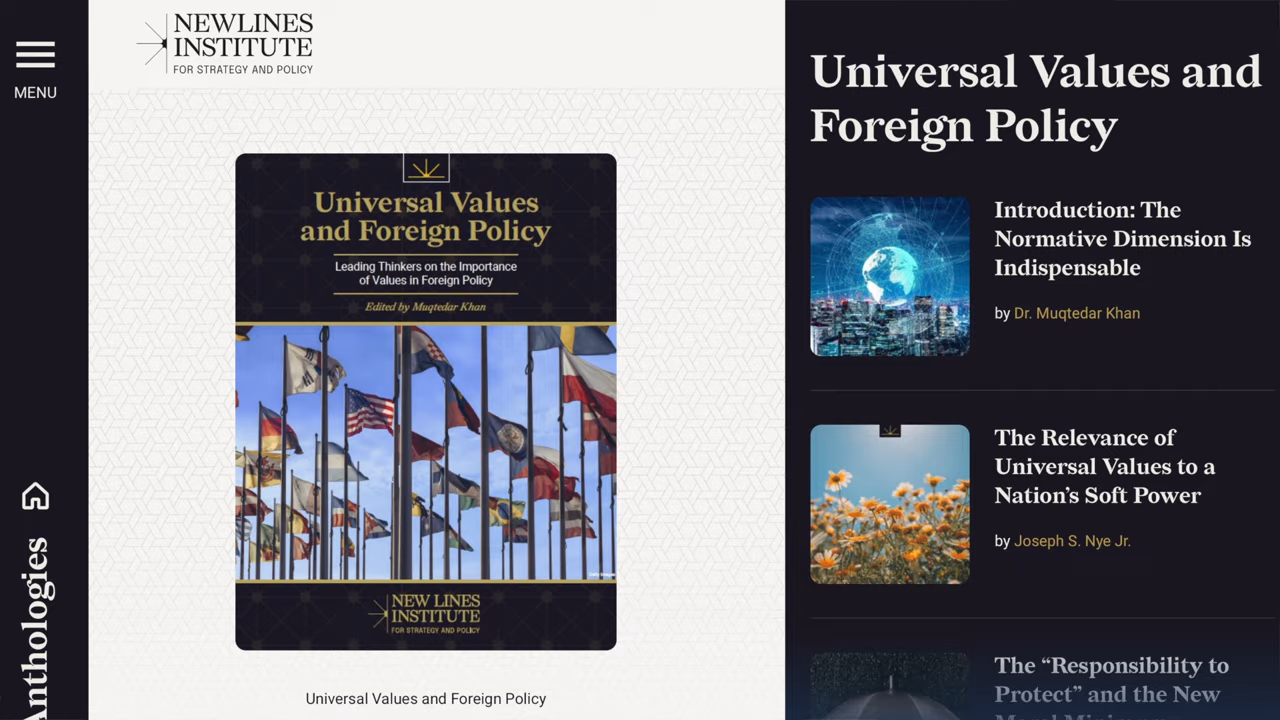 MENU
Anthologies
NEWLINES
INSTITUTE
FOR STRATEGY AND POLICY
Universal Values
and Foreign Policy
Leading Thinkers on the Importance
of Values in Foreign Policy
Edited by Muqtedar Khan
Getty Images
NEW LINES
INSTITUTE
FOR STRATEGY AND POLICY
Universal Values and Foreign Policy
Universal Values and
Foreign Policy
Introduction: The
Normative Dimension Is
Indispensable
by Dr. Muqtedar Khan
The Relevance of
Universal Values to a
Nation’s Soft Power
by Joseph S. Nye Jr.
The “Responsibility to
Protect” and the New